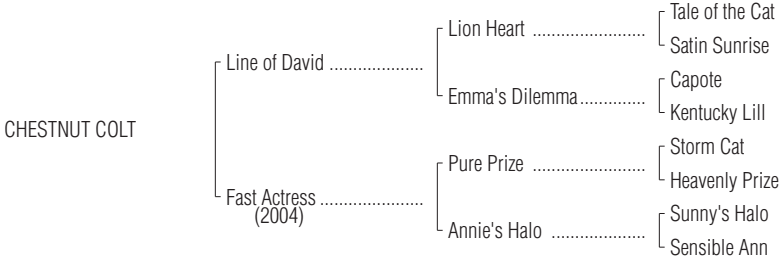 Tale of the Cat
Lion Heart ........................
Satin Sunrise
Line of David ....................
Capote
Emma's Dilemma..............
Kentucky Lill
CHESTNUT COLT
Storm Cat
Pure Prize ........................
Heavenly Prize
Fast Actress ......................
(2004)
Sunny's Halo
Annie's Halo ....................
Sensible Ann